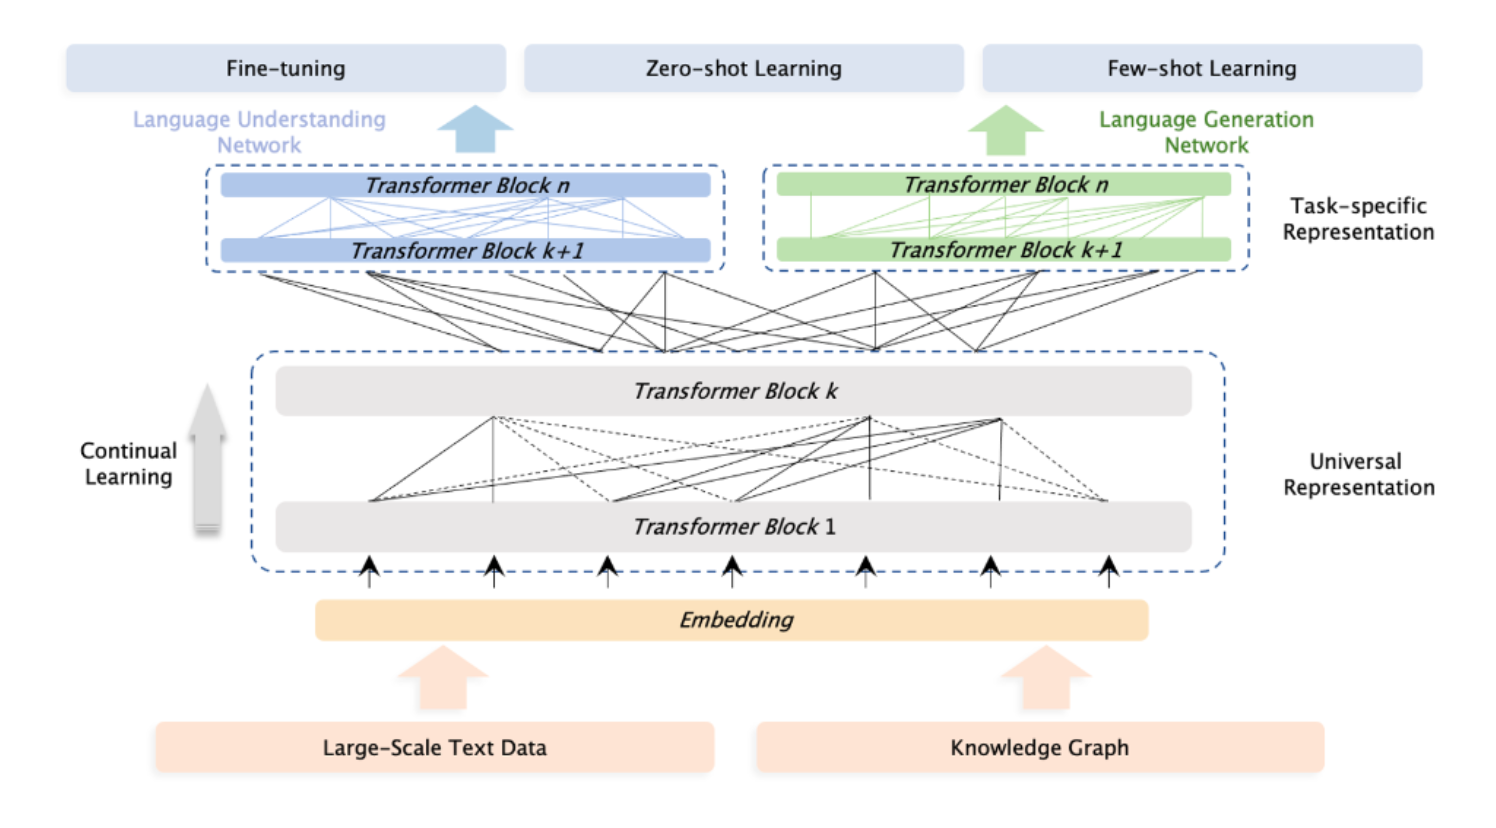 Fine-tuning
Zero-shot Learning
Few-shot Learning
Language Understanding
Network
Language Generation
Network
Transformer Block n
Transformer Block k+1
Transformer Block n
Transformer Block k+1
Task-specific
Representation
Transformer Block k
Transformer Block 1
Continual
Learning
Universal
Representation
Embedding
Large-Scale Text Data
Knowledge Graph